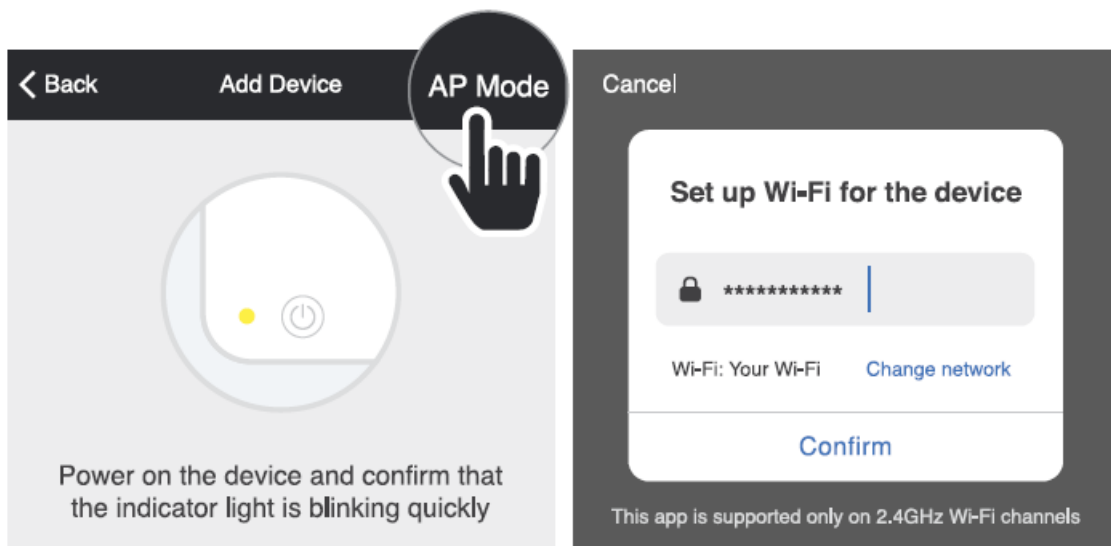 Back
Add Device
AP Mode
Power on the device and confirm that
the indicator light is blinking quickly
Cancel
Set up Wi-Fi for the device
***********
Wi-Fi: Your Wi-Fi
Change network
Confirm
This app is supported only on 2.4GHz Wi-Fi channels